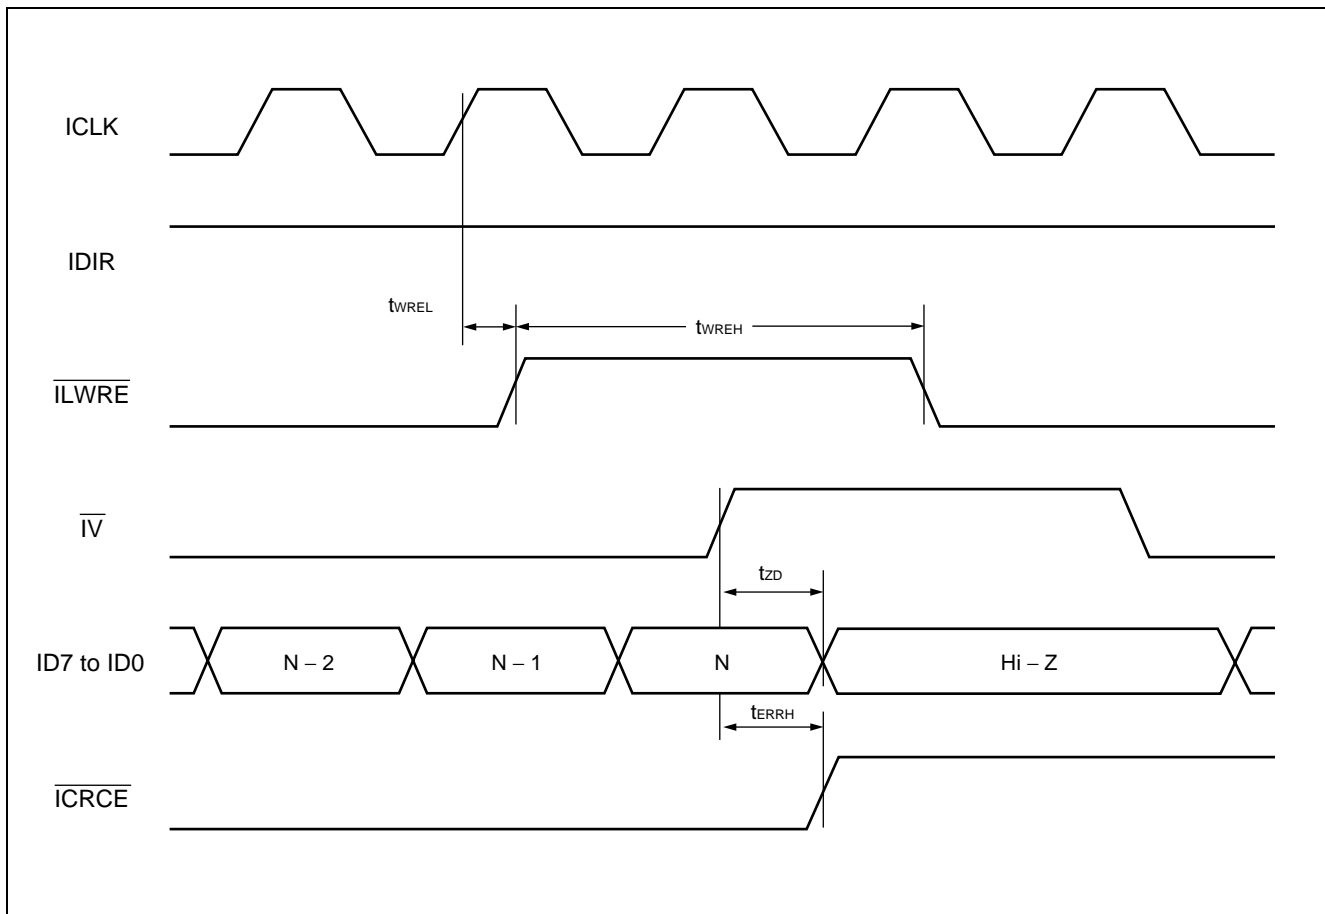 ICLK
IDIR
tWREL
tWREH
ILWRE
IV
tZD
ID7 to ID0
N – 2
N – 1
N
Hi – Z
tERRH
ICRCE